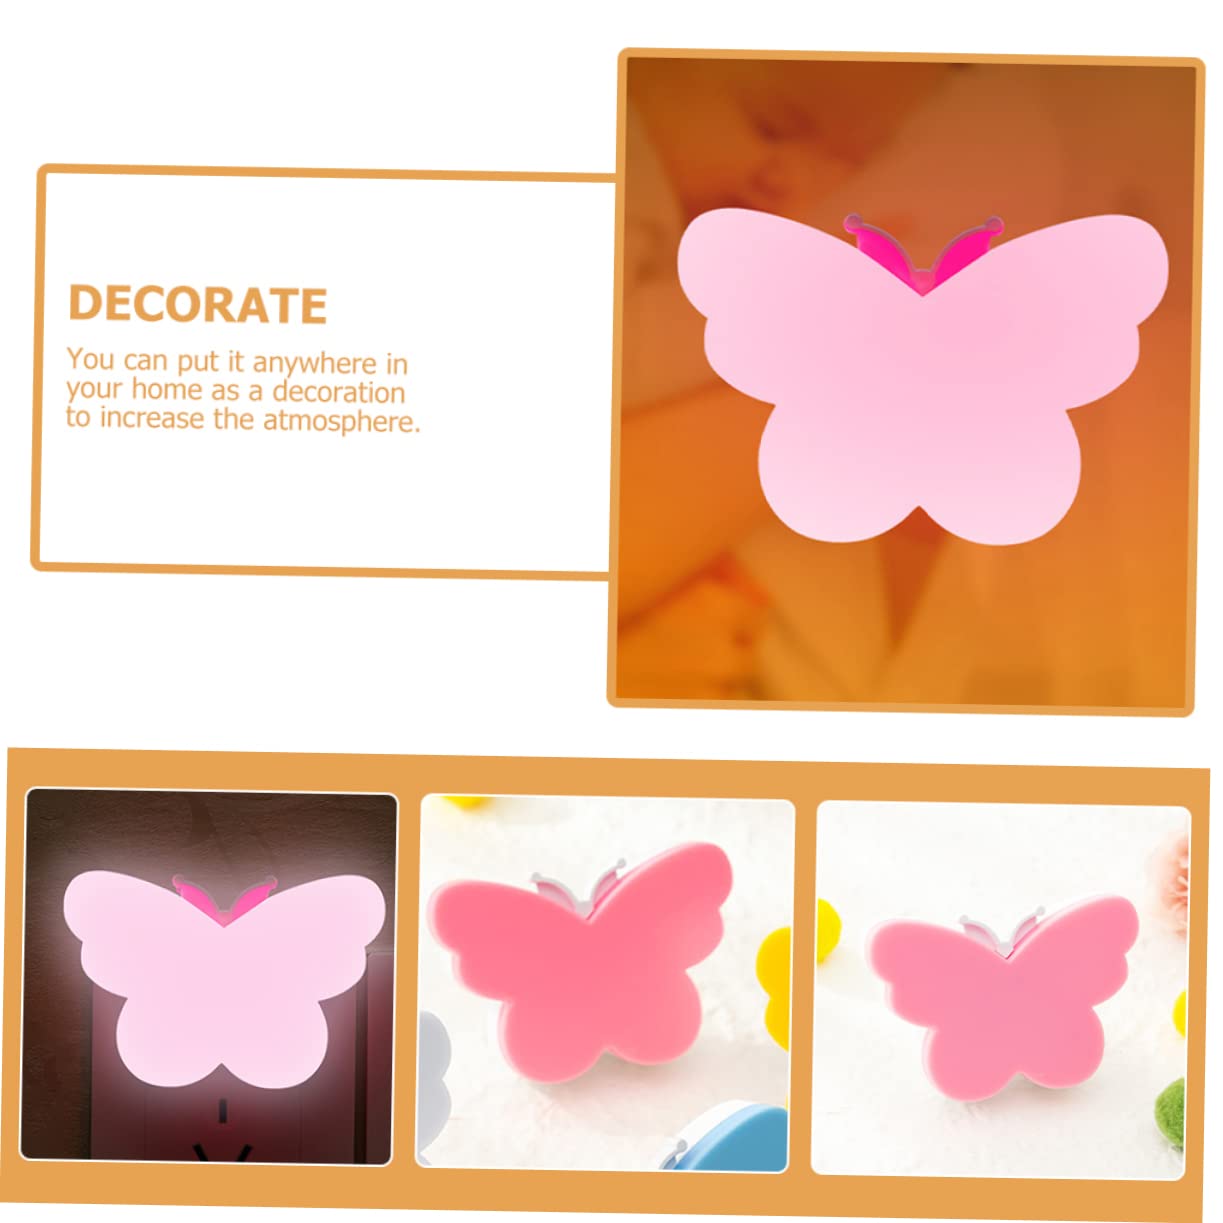 DECORATE
You can put it anywhere in
your home as a decoration
to increase the atmosphere.